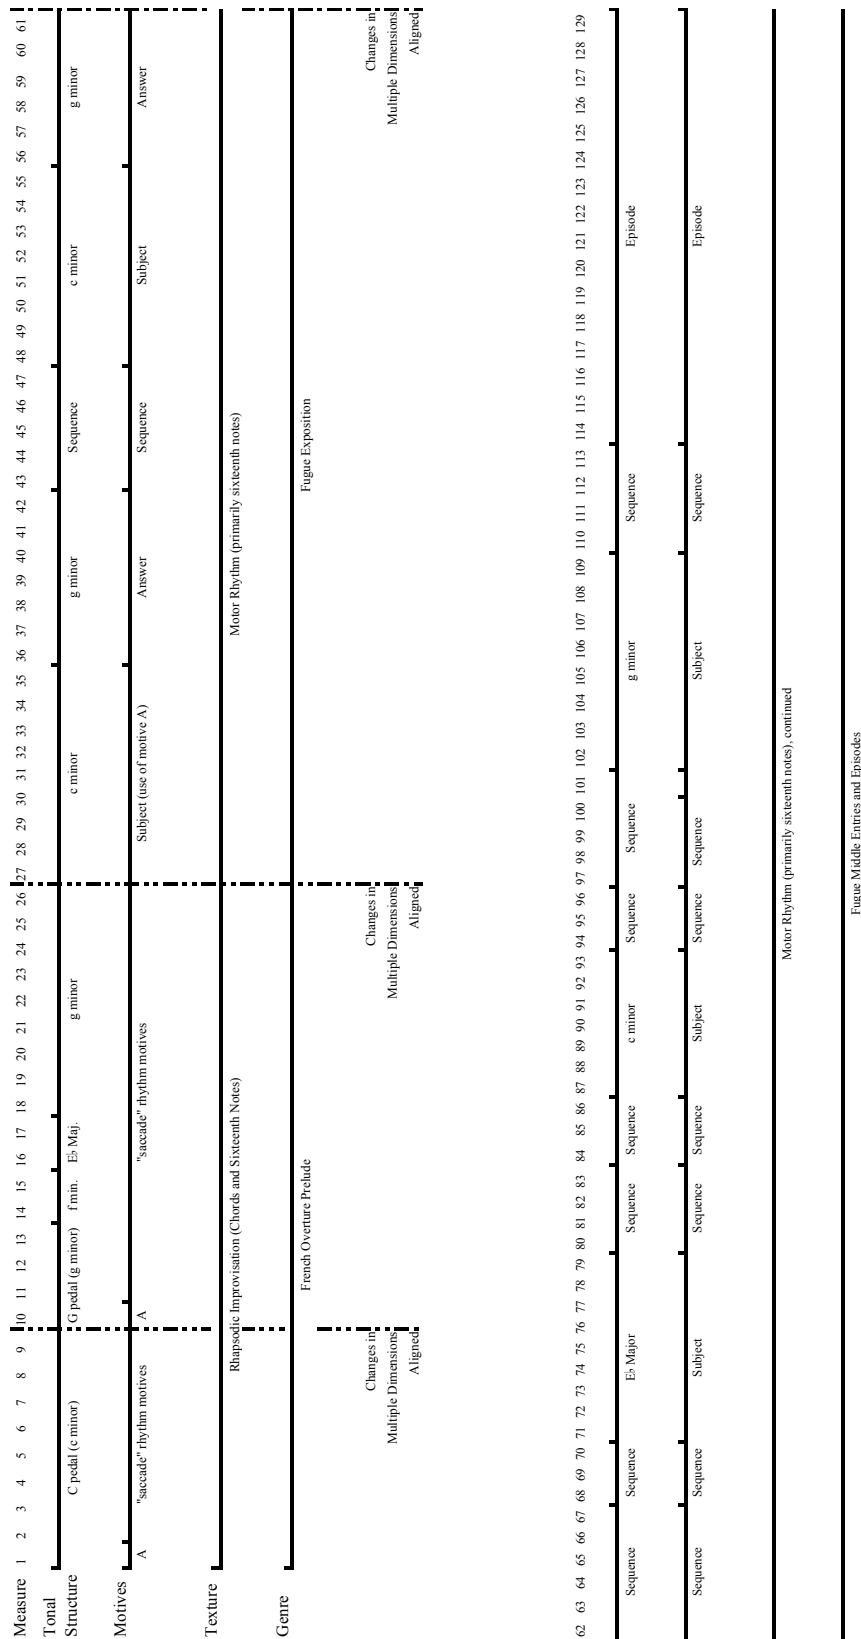 Measure 1 2 3 4 5 6 7 8 9 10 11 12 13 14 15 16 17 18 19 20 21 22 23 24 25 26 27 28 29 30 31 32 33 34 35 36 37 38 39 40 41 42 43 44 45 46 47 48 49 50 51 52 53 54 55 56 57 58 59 60 61
Tonal
Structure C pedal (c minor) G pedal (g minor) f min. E♭ Maj. g minor c minor g minor Sequence c minor g minor
Motives
A "saccade" rhythm motives A "saccade" rhythm motives Subject (use of motive A) Answer Sequence Subject Answer
Texture
Rhapsodic Improvisation (Chords and Sixteenth Notes) Motor Rhythm (primarily sixteenth notes)
Genre
French Overture Prelude Fugue Exposition
Changes in Changes in Changes in
Multiple Dimensions Multiple Dimensions Multiple Dimensions
Aligned Aligned Aligned
62 63 64 65 66 67 68 69 70 71 72 73 74 75 76 77 78 79 80 81 82 83 84 85 86 87 88 89 90 91 92 93 94 95 96 97 98 99 100 101 102 103 104 105 106 107 108 109 110 111 112 113 114 115 116 117 118 119 120 121 122 123 124 125 126 127 128 129
Sequence Sequence E♭ Major Sequence Sequence c minor Sequence Sequence g minor Sequence Episode
Sequence Sequence Subject Sequence Sequence Subject Sequence Sequence Subject Sequence Episode
Motor Rhythm (primarily sixteenth notes), continued
Fugue Middle Entries and Episodes